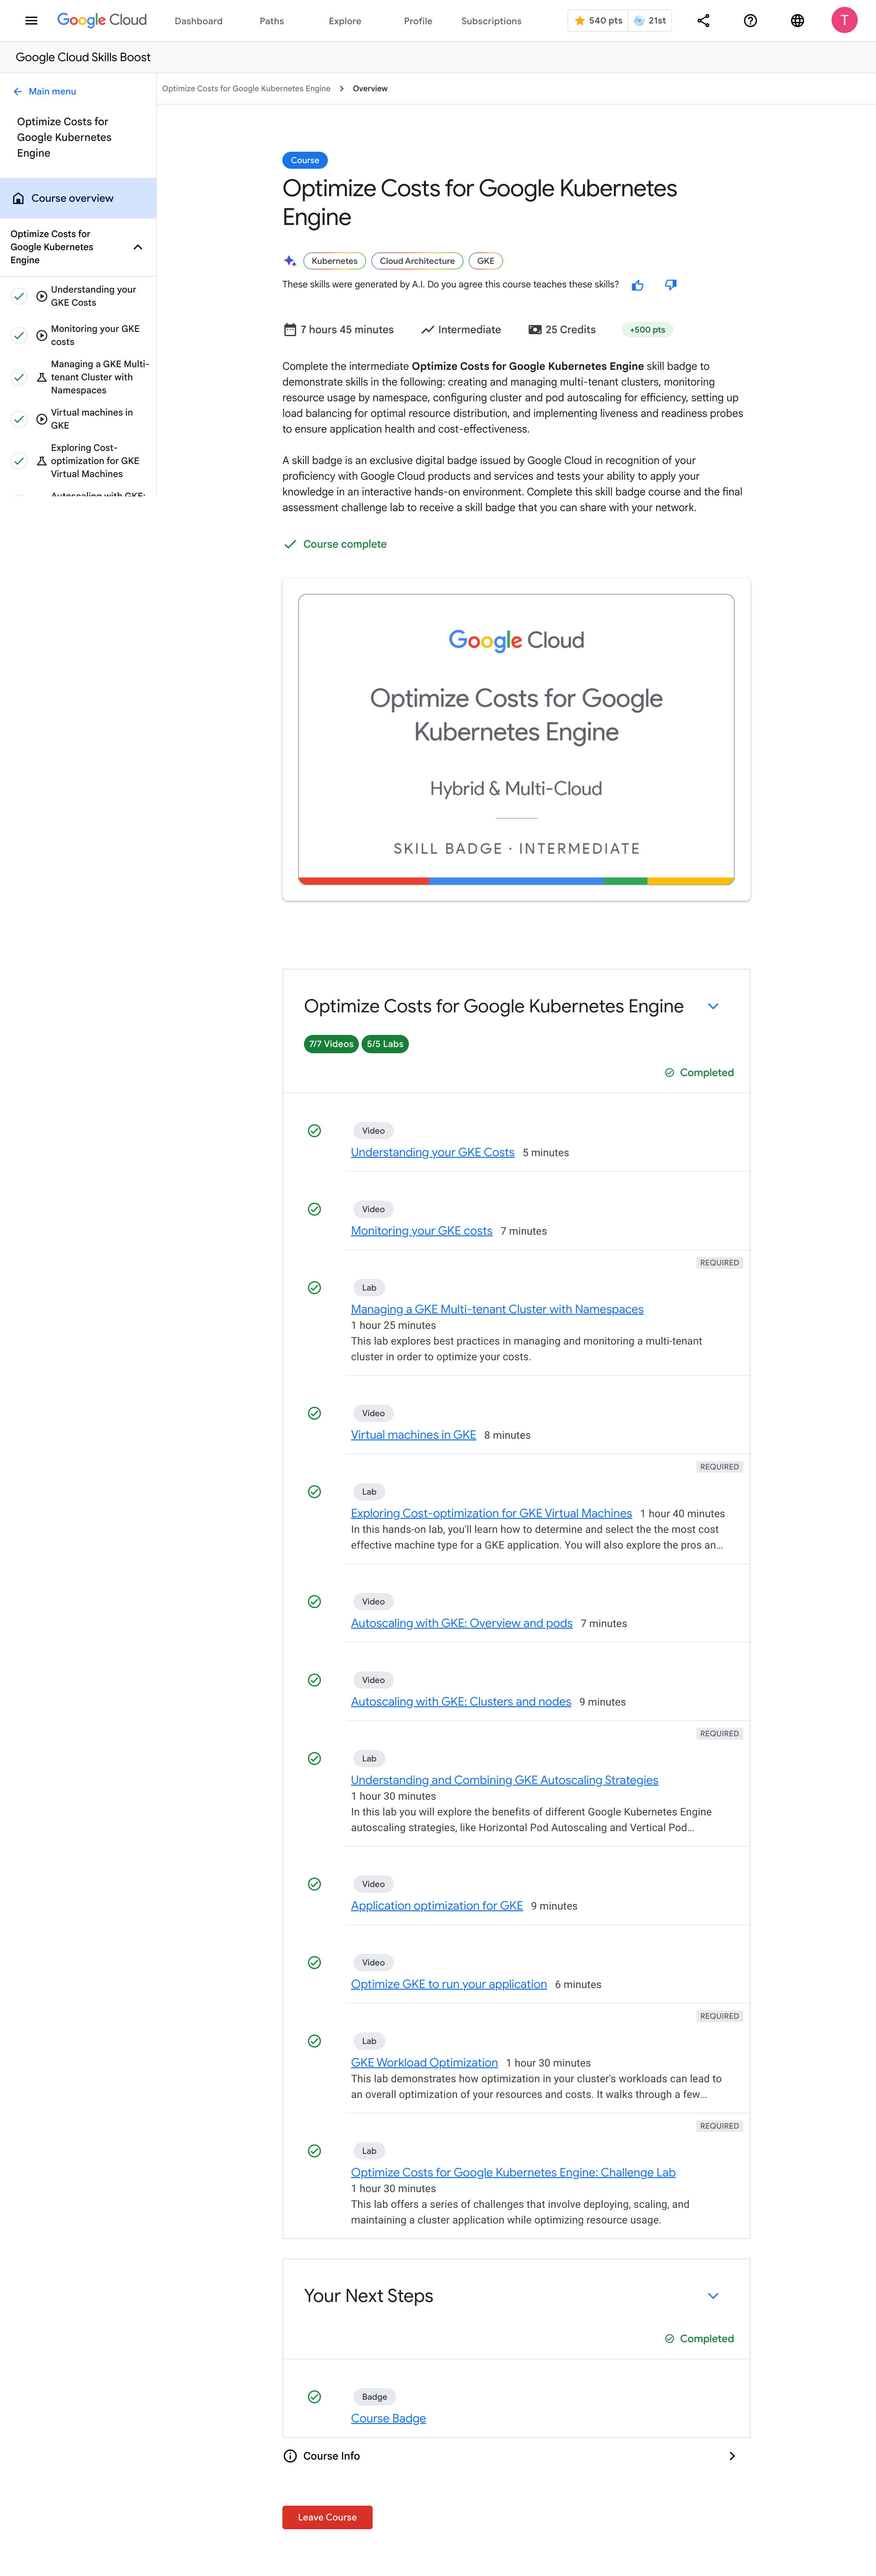 Google Cloud
Dashboard
Paths
Explore
Profile
Subscriptions
540 pts
21st
T
Google Cloud Skills Boost
Main menu
Optimize Costs for
Google Kubernetes
Engine
Course overview
Optimize Costs for
Google Kubernetes
Engine
Understanding your
GKE Costs
Monitoring your GKE
costs
Managing a GKE Multi-
tenant Cluster with
Namespaces
Virtual machines in
GKE
Exploring Cost-
optimization for GKE
Virtual Machines
Autoscaling with GKE:
Optimize Costs for Google Kubernetes Engine
Overview
Course
Optimize Costs for Google Kubernetes
Engine
Kubernetes
Cloud Architecture
GKE
These skills were generated by A.I. Do you agree this course teaches these skills?
7 hours 45 minutes
Intermediate
25 Credits
+500 pts
Complete the intermediate Optimize Costs for Google Kubernetes Engine skill badge to
demonstrate skills in the following: creating and managing multi-tenant clusters, monitoring
resource usage by namespace, configuring cluster and pod autoscaling for efficiency, setting up
load balancing for optimal resource distribution, and implementing liveness and readiness probes
to ensure application health and cost-effectiveness.
A skill badge is an exclusive digital badge issued by Google Cloud in recognition of your
proficiency with Google Cloud products and services and tests your ability to apply your
knowledge in an interactive hands-on environment. Complete this skill badge course and the final
assessment challenge lab to receive a skill badge that you can share with your network.
Course complete
Google Cloud
Optimize Costs for Google
Kubernetes Engine
Hybrid & Multi-Cloud
SKILL BADGE · INTERMEDIATE
Optimize Costs for Google Kubernetes Engine
7/7 Videos
5/5 Labs
Completed
Video
Understanding your GKE Costs 5 minutes
Video
Monitoring your GKE costs 7 minutes
REQUIRED
Lab
Managing a GKE Multi-tenant Cluster with Namespaces
1 hour 25 minutes
This lab explores best practices in managing and monitoring a multi-tenant
cluster in order to optimize your costs.
Video
Virtual machines in GKE 8 minutes
REQUIRED
Lab
Exploring Cost-optimization for GKE Virtual Machines 1 hour 40 minutes
In this hands-on lab, you'll learn how to determine and select the the most cost
effective machine type for a GKE application. You will also explore the pros an…
Video
Autoscaling with GKE: Overview and pods 7 minutes
Video
Autoscaling with GKE: Clusters and nodes 9 minutes
REQUIRED
Lab
Understanding and Combining GKE Autoscaling Strategies
1 hour 30 minutes
In this lab you will explore the benefits of different Google Kubernetes Engine
autoscaling strategies, like Horizontal Pod Autoscaling and Vertical Pod…
Video
Application optimization for GKE 9 minutes
Video
Optimize GKE to run your application 6 minutes
REQUIRED
Lab
GKE Workload Optimization 1 hour 30 minutes
This lab demonstrates how optimization in your cluster's workloads can lead to
an overall optimization of your resources and costs. It walks through a few…
REQUIRED
Lab
Optimize Costs for Google Kubernetes Engine: Challenge Lab
1 hour 30 minutes
This lab offers a series of challenges that involve deploying, scaling, and
maintaining a cluster application while optimizing resource usage.
Your Next Steps
Completed
Badge
Course Badge
Course Info
Leave Course